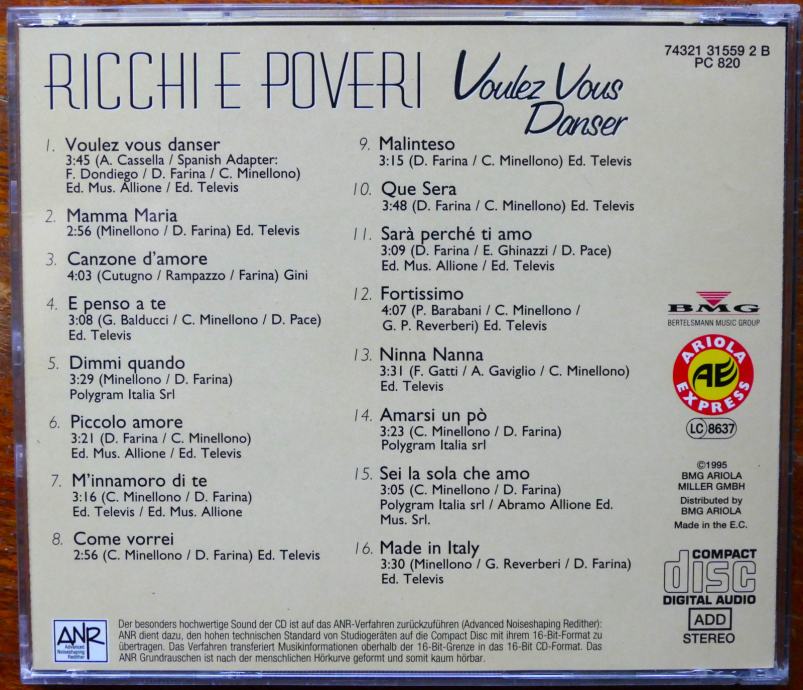 RICCHI E POVERI
Voulez Vous
Danser
74321 31559 2 B
PC 820
1. Voulez vous danser
3:45 (A. Cassella / Spanish Adapter:
F. Dondiego / D. Farina / C. Minellono)
Ed. Mus. Allione / Ed. Televis
2. Mamma Maria
2:56 (Minellono / D. Farina) Ed. Televis
3. Canzone d'amore
4:03 (Cutugno / Rampazzo / Farina) Gini
4. E penso a te
3:08 (G. Balducci / C. Minellono / D. Pace)
Ed. Televis
5. Dimmi quando
3:29 (Minellono / D. Farina)
Polygram Italia Srl
6. Piccolo amore
3:21 (D. Farina / C. Minellono)
Ed. Mus. Allione / Ed. Televis
7. M'innamoro di te
3:16 (C. Minellono / D. Farina)
Ed. Televis / Ed. Mus. Allione
8. Come vorrei
2:56 (C. Minellono / D. Farina) Ed. Televis
9. Malinteso
3:15 (D. Farina / C. Minellono) Ed. Televis
10. Que Sera
3:48 (D. Farina / C. Minellono) Ed. Televis
11. Sarà perché ti amo
3:09 (D. Farina / E. Ghinazzi / D. Pace)
Ed. Mus. Allione / Ed. Televis
12. Fortissimo
4:07 (P. Barabani / C. Minellono /
G. P. Reverberi) Ed. Televis
13. Ninna Nanna
3:31 (F. Gatti / A. Gaviglio / C. Minellono)
Ed. Televis
14. Amarsi un pò
3:23 (C. Minellono / D. Farina)
Polygram Italia srl
15. Sei la sola che amo
3:05 (C. Minellono / D. Farina)
Polygram Italia srl / Abramo Allione Ed.
Mus. Srl.
16. Made in Italy
3:30 (Minellono / G. Reverberi / D. Farina)
Ed. Televis
BMG
BERTELSMANN MUSIC GROUP
ARIOLA
AE
EXPRESS
LC 8637
©1995
BMG ARIOLA
MILLER GMBH
Distributed by
BMG ARIOLA
Made in the E.C.
COMPACT
disc
DIGITAL AUDIO
ADD
STEREO
ANR
Advanced
Noiseshaping
Redither
Der besonders hochwertige Sound der CD ist auf das ANR-Verfahren zurückzuführen (Advanced Noiseshaping Redither):
ANR dient dazu, den hohen technischen Standard von Studiogeräten auf die Compact Disc mit ihrem 16-Bit-Format zu
übertragen. Das Verfahren transferiert Musikinformationen oberhalb der 16-Bit-Grenze in das 16-Bit CD-Format. Das
ANR Grundrauschen ist nach der menschlichen Hörkurve geformt und somit kaum hörbar.